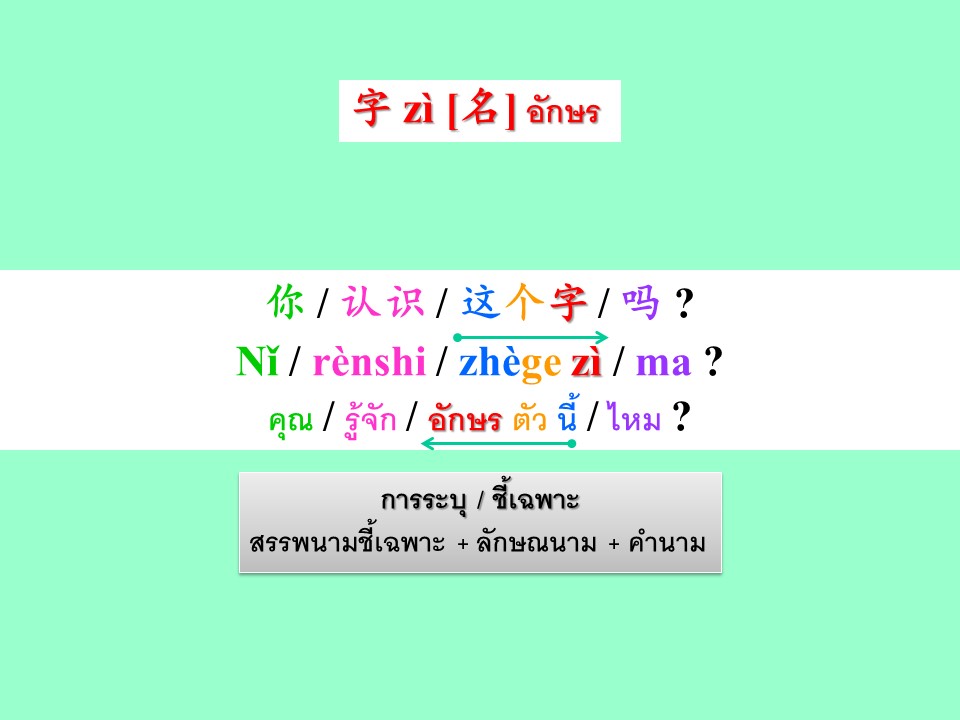 字 zì [名] อักษร
你 / 认识 / 这个字 / 吗 ?
Nǐ / rènshi / zhège zì / ma ?
คุณ / รู้จัก / อักษร ตัว นี้ / ไหม ?
การระบุ / ชี้เฉพาะ
สรรพนามชี้เฉพาะ + ลักษณนาม + คำนาม